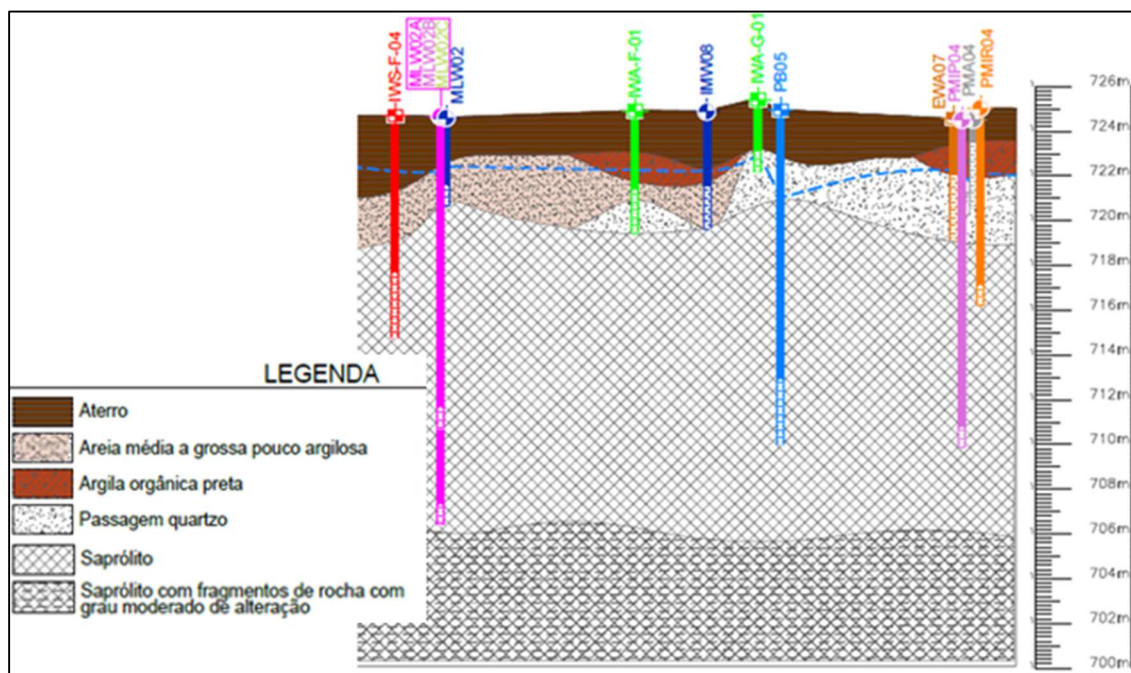 IWS-F-04
MLW02A
MLW02B
MLW02C
MLW02
IWA-F-01
IMW08
IWA-G-01
PB05
EWA07
PMIP04
PMA04
PMIR04
726m
724m
722m
720m
718m
716m
714m
712m
710m
708m
706m
704m
702m
700m
LEGENDA
Aterro
Areia média a grossa pouco argilosa
Argila orgânica preta
Passagem quartzo
Saprólito
Saprólito com fragmentos de rocha com
grau moderado de alteração